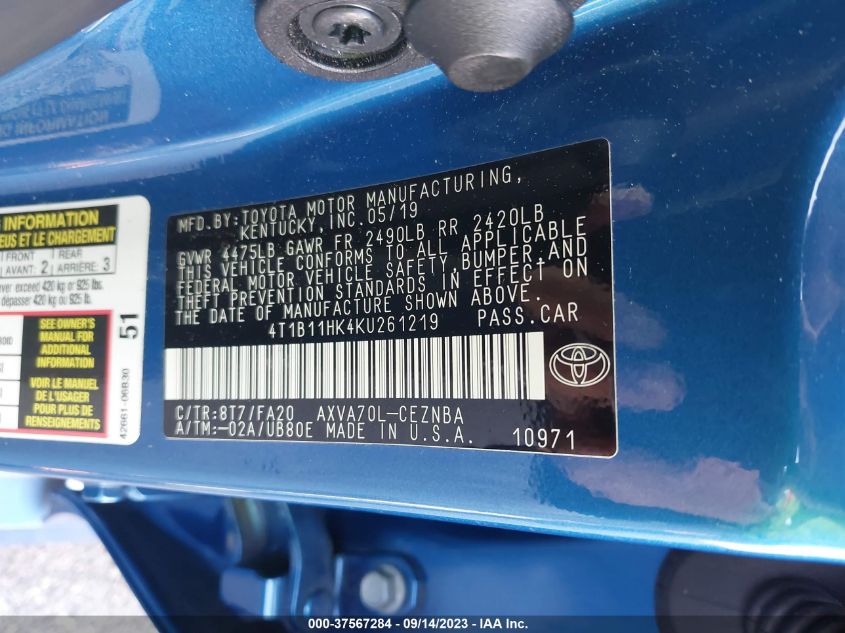 MFD.BY:TOYOTA MOTOR MANUFACTURING,
KENTUCKY, INC. 05/19
GVWR 4475LB GAWR FR 2490LB RR 2420LB
THIS VEHICLE CONFORMS TO ALL APPLICABLE
FEDERAL MOTOR VEHICLE SAFETY,BUMPER,AND
THEFT PREVENTION STANDARDS IN EFFECT ON
THE DATE OF MANUFACTURE SHOWN ABOVE.
4T1B11HK4KU261219 PASS.CAR
C/TR:8T7/FA20 AXVA70L-CEZNBA
A/TM:-02A/UB80E MADE IN U.S.A. 10971
INFORMATION
EUS ET LE CHARGEMENT
FRONT
AVANT: 2
REAR
ARRIÈRE: 3
ver exceed 420 kg or 925 lbs.
dépasser 420 kg ou 925 lb.
SEE OWNER'S
MANUAL FOR
ADDITIONAL
INFORMATION
VOIR LE MANUEL
DE L'USAGER
POUR PLUS DE
RENSEIGNEMENTS
51
42661-06B30
000-37567284 - 09/14/2023 - IAA Inc.